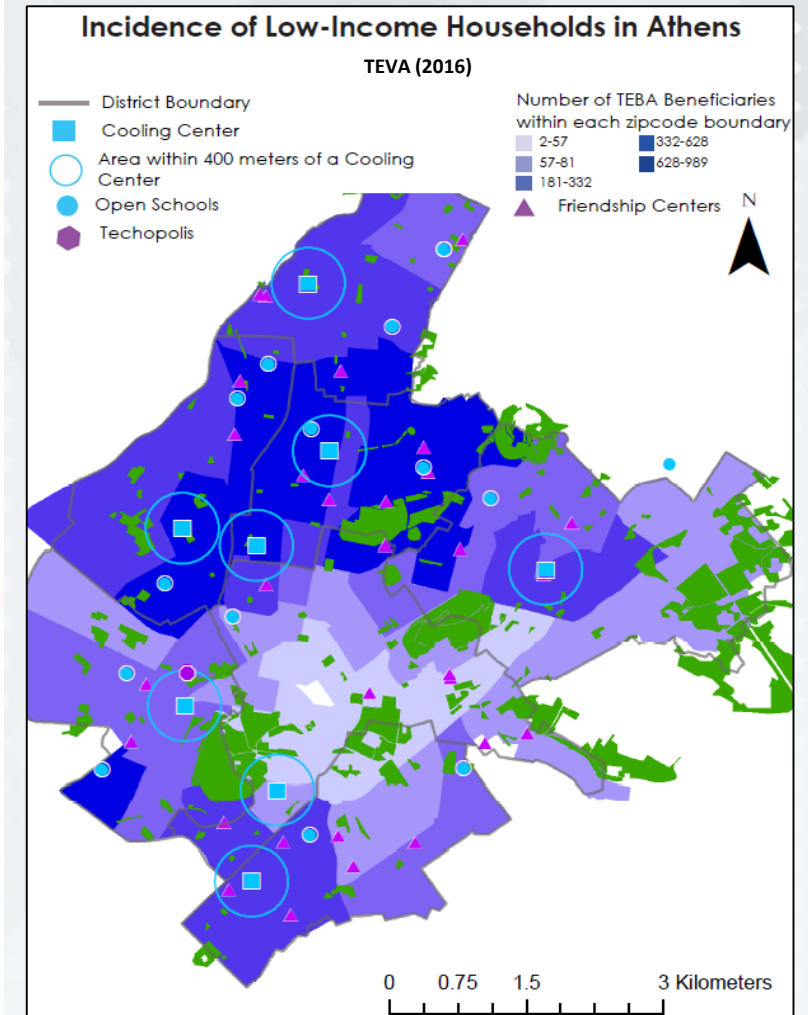 Incidence of Low-Income Households in Athens
TEVA (2016)
District Boundary
Cooling Center
Area within 400 meters of a Cooling
Center
Open Schools
Techopolis
Number of TEBA Beneficiaries
within each zipcode boundary
2-57
332-628
57-81
628-989
181-332
Friendship Centers
N
0 0.75 1.5 3 Kilometers